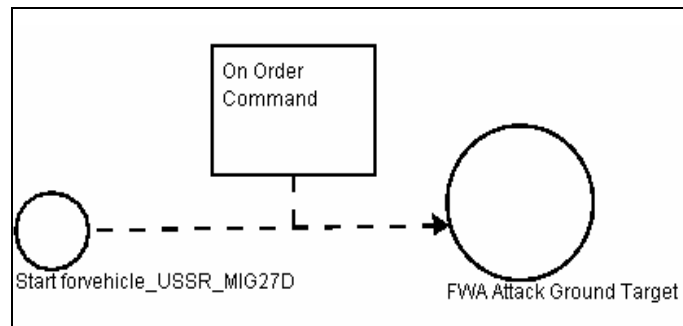 On Order
Command
Start forvehicle_USSR_MIG27D
FWA Attack Ground Target